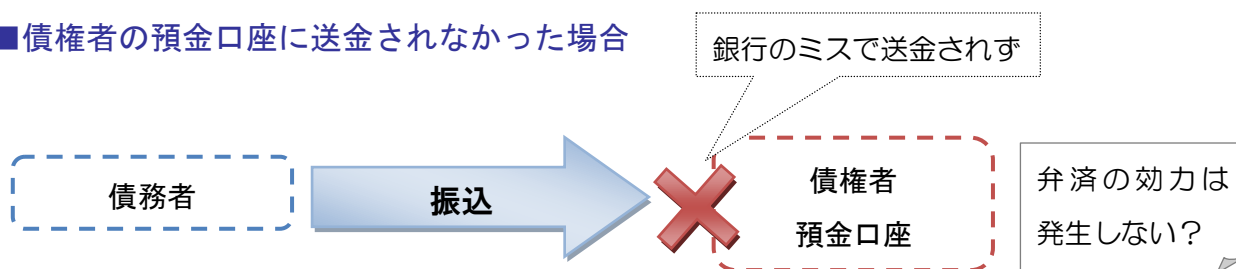 ■債権者の預金口座に送金されなかった場合
銀行のミスで送金されず
債務者
振込
債権者
預金口座
弁済の効力は
発生しない？